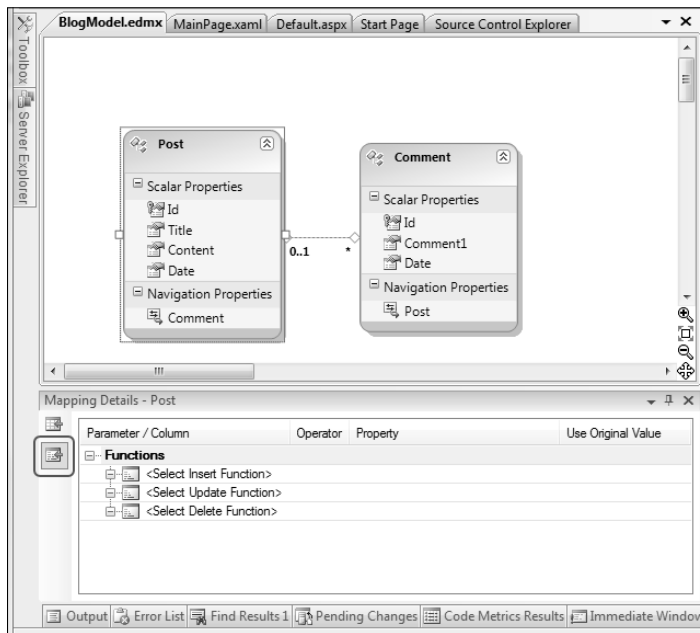 BlogModel.edmx MainPage.xaml Default.aspx Start Page Source Control Explorer
Toolbox
Server Explorer
Post
Scalar Properties
Id
Title
Content
Date
Navigation Properties
Comment
0..1 *
Comment
Scalar Properties
Id
Comment1
Date
Navigation Properties
Post
Mapping Details - Post
Parameter / Column Operator Property Use Original Value
Functions
<Select Insert Function>
<Select Update Function>
<Select Delete Function>
Output Error List Find Results 1 Pending Changes Code Metrics Results Immediate Window